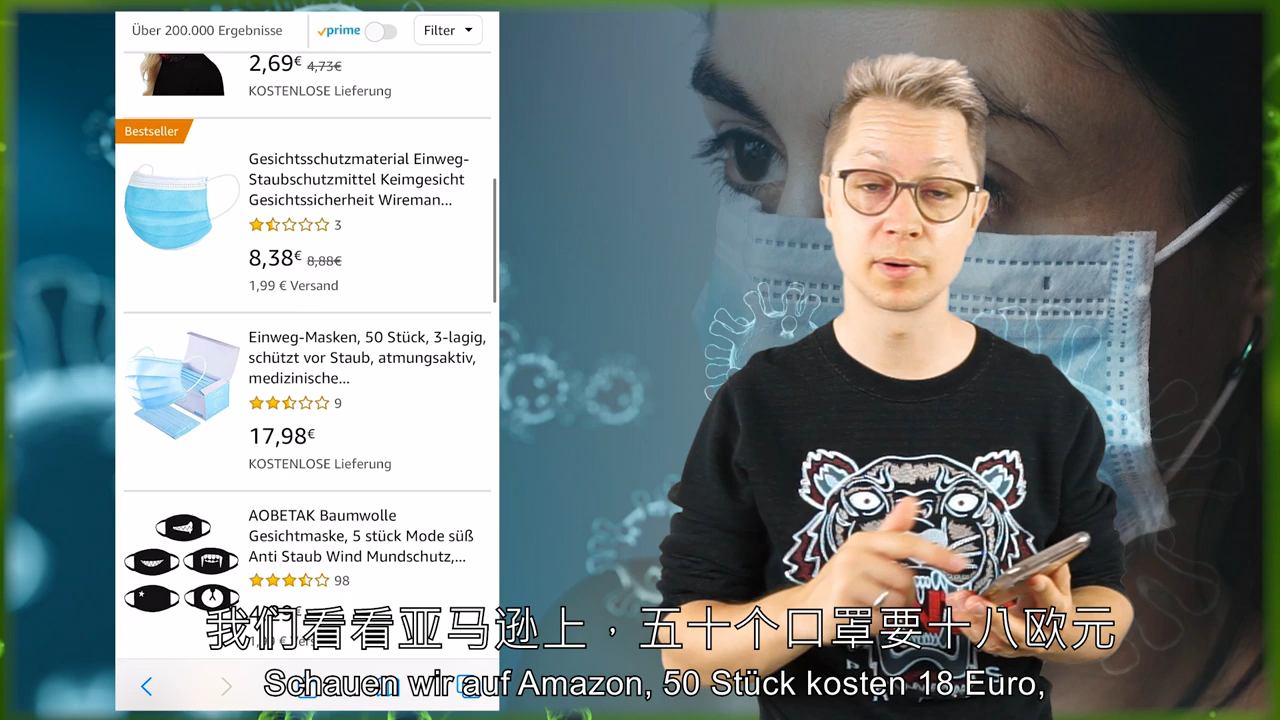 Über 200.000 Ergebnisse
prime
Filter
2,69€ 4,73€
KOSTENLOSE Lieferung
Bestseller
Gesichtsschutzmaterial Einweg-
Staubschutzmittel Keimgesicht
Gesichtssicherheit Wireman...
3
8,38€ 8,88€
1,99 € Versand
Einweg-Masken, 50 Stück, 3-lagig,
schützt vor Staub, atmungsaktiv,
medizinische...
9
17,98€
KOSTENLOSE Lieferung
AOBETAK Baumwolle
Gesichtmaske, 5 stück Mode süß
Anti Staub Wind Mundschutz,...
98
我们看看亚马逊上，五十个口罩要十八欧元
Schauen wir auf Amazon, 50 Stück kosten 18 Euro,